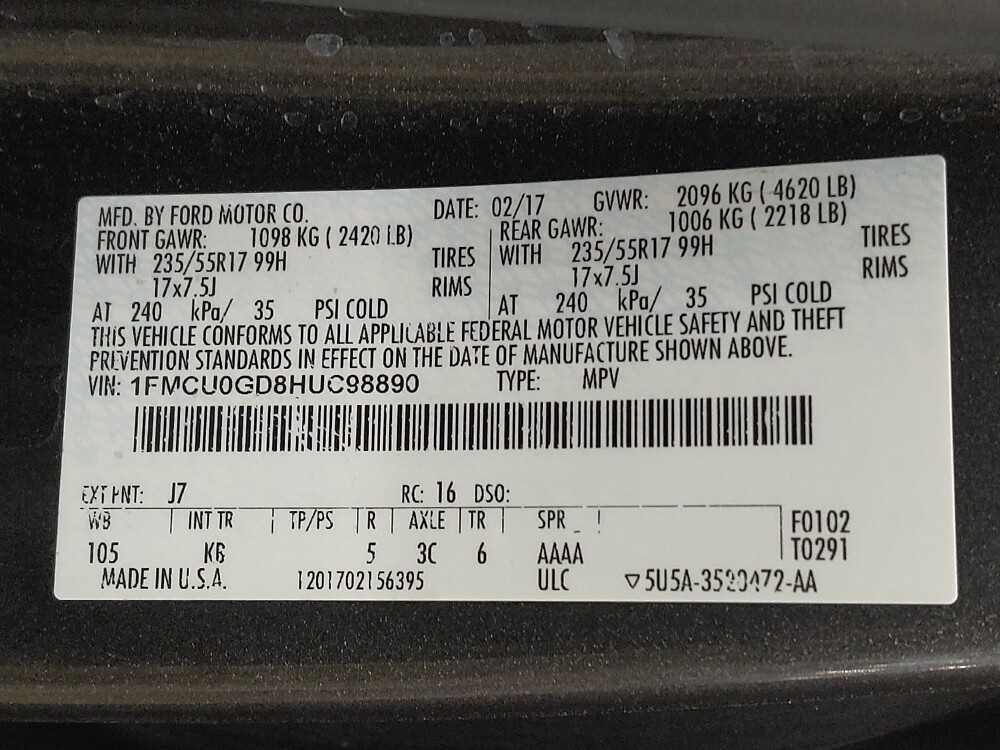 MFD. BY FORD MOTOR CO. DATE: 02/17 GVWR: 2096 KG ( 4620 LB)
FRONT GAWR: 1098 KG ( 2420 LB) REAR GAWR: 1006 KG ( 2218 LB)
WITH 235/55R17 99H TIRES WITH 235/55R17 99H TIRES
17x7.5J RIMS 17x7.5J RIMS
AT 240 kPa/ 35 PSI COLD AT 240 kPa/ 35 PSI COLD
THIS VEHICLE CONFORMS TO ALL APPLICABLE FEDERAL MOTOR VEHICLE SAFETY AND THEFT
PREVENTION STANDARDS IN EFFECT ON THE DATE OF MANUFACTURE SHOWN ABOVE.
VIN: 1FMCU0GD8HUC98890 TYPE: MPV
EXT PNT: J7 RC: 16 DSO:
WB INT TR TP/PS R AXLE TR SPR F0102
105 K6 5 3C 6 AAAA T0291
MADE IN U.S.A. 1201702156395 ULC